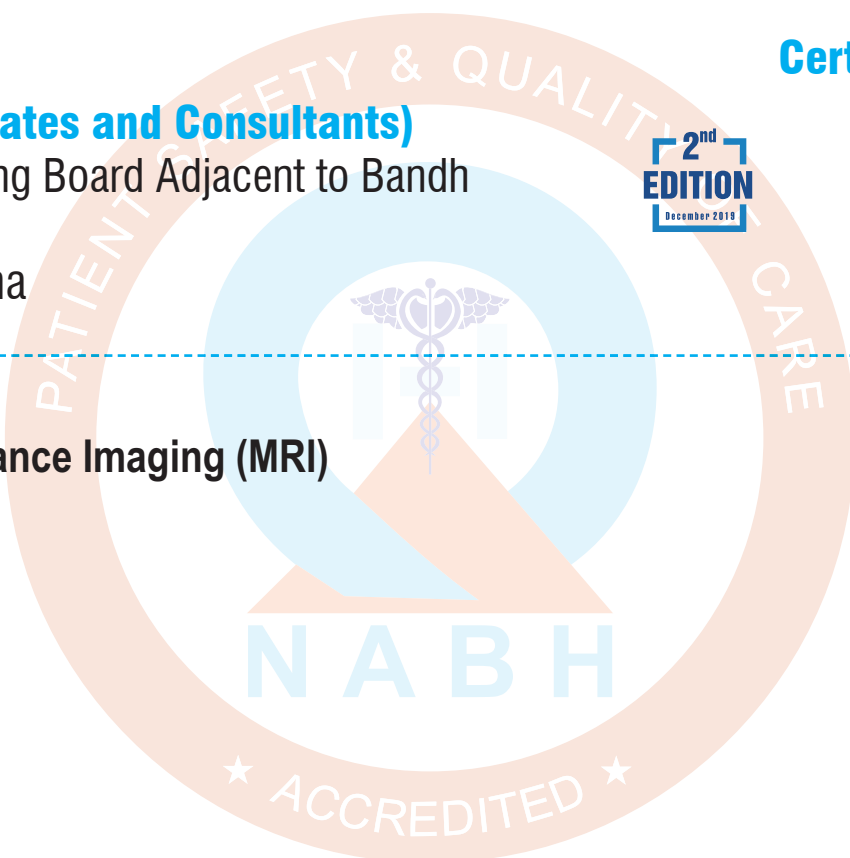 Cert
ates and Consultants)
ng Board Adjacent to Bandh
na
2nd
EDITION
December 2019
ance Imaging (MRI)
PATIENT SAFETY & QUALITY OF CARE
NABH
★ ACCREDITED ★